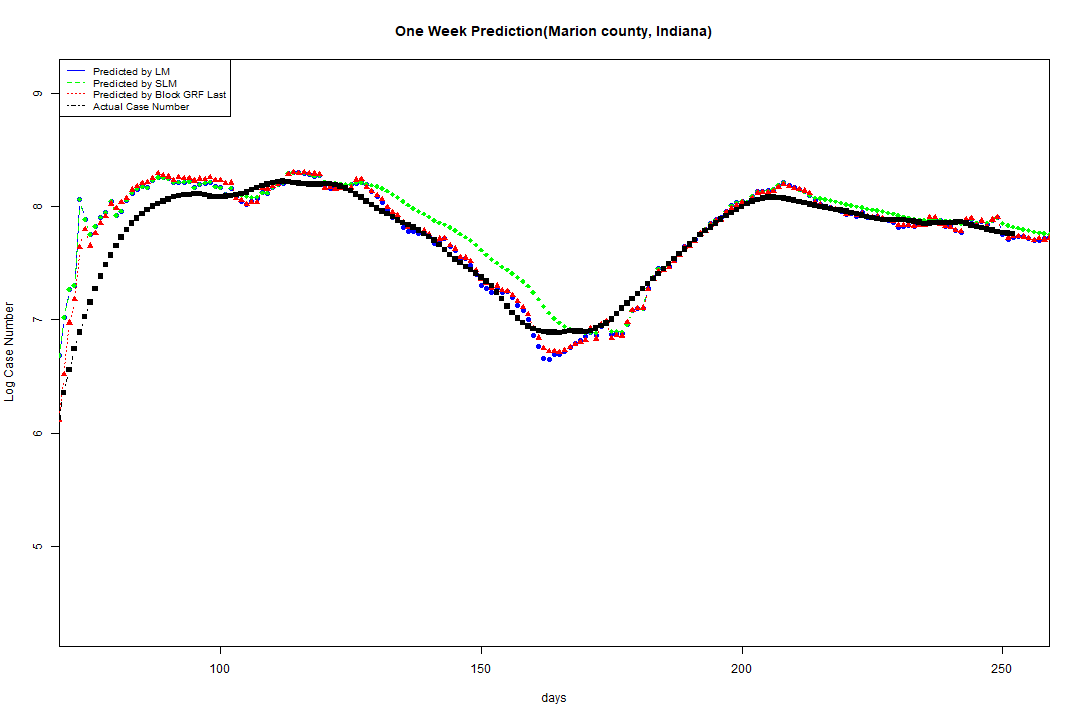 One Week Prediction(Marion county, Indiana)
Predicted by LM
Predicted by SLM
Predicted by Block GRF Last
Actual Case Number
9
8
7
6
5
Log Case Number
100 150 200 250
days